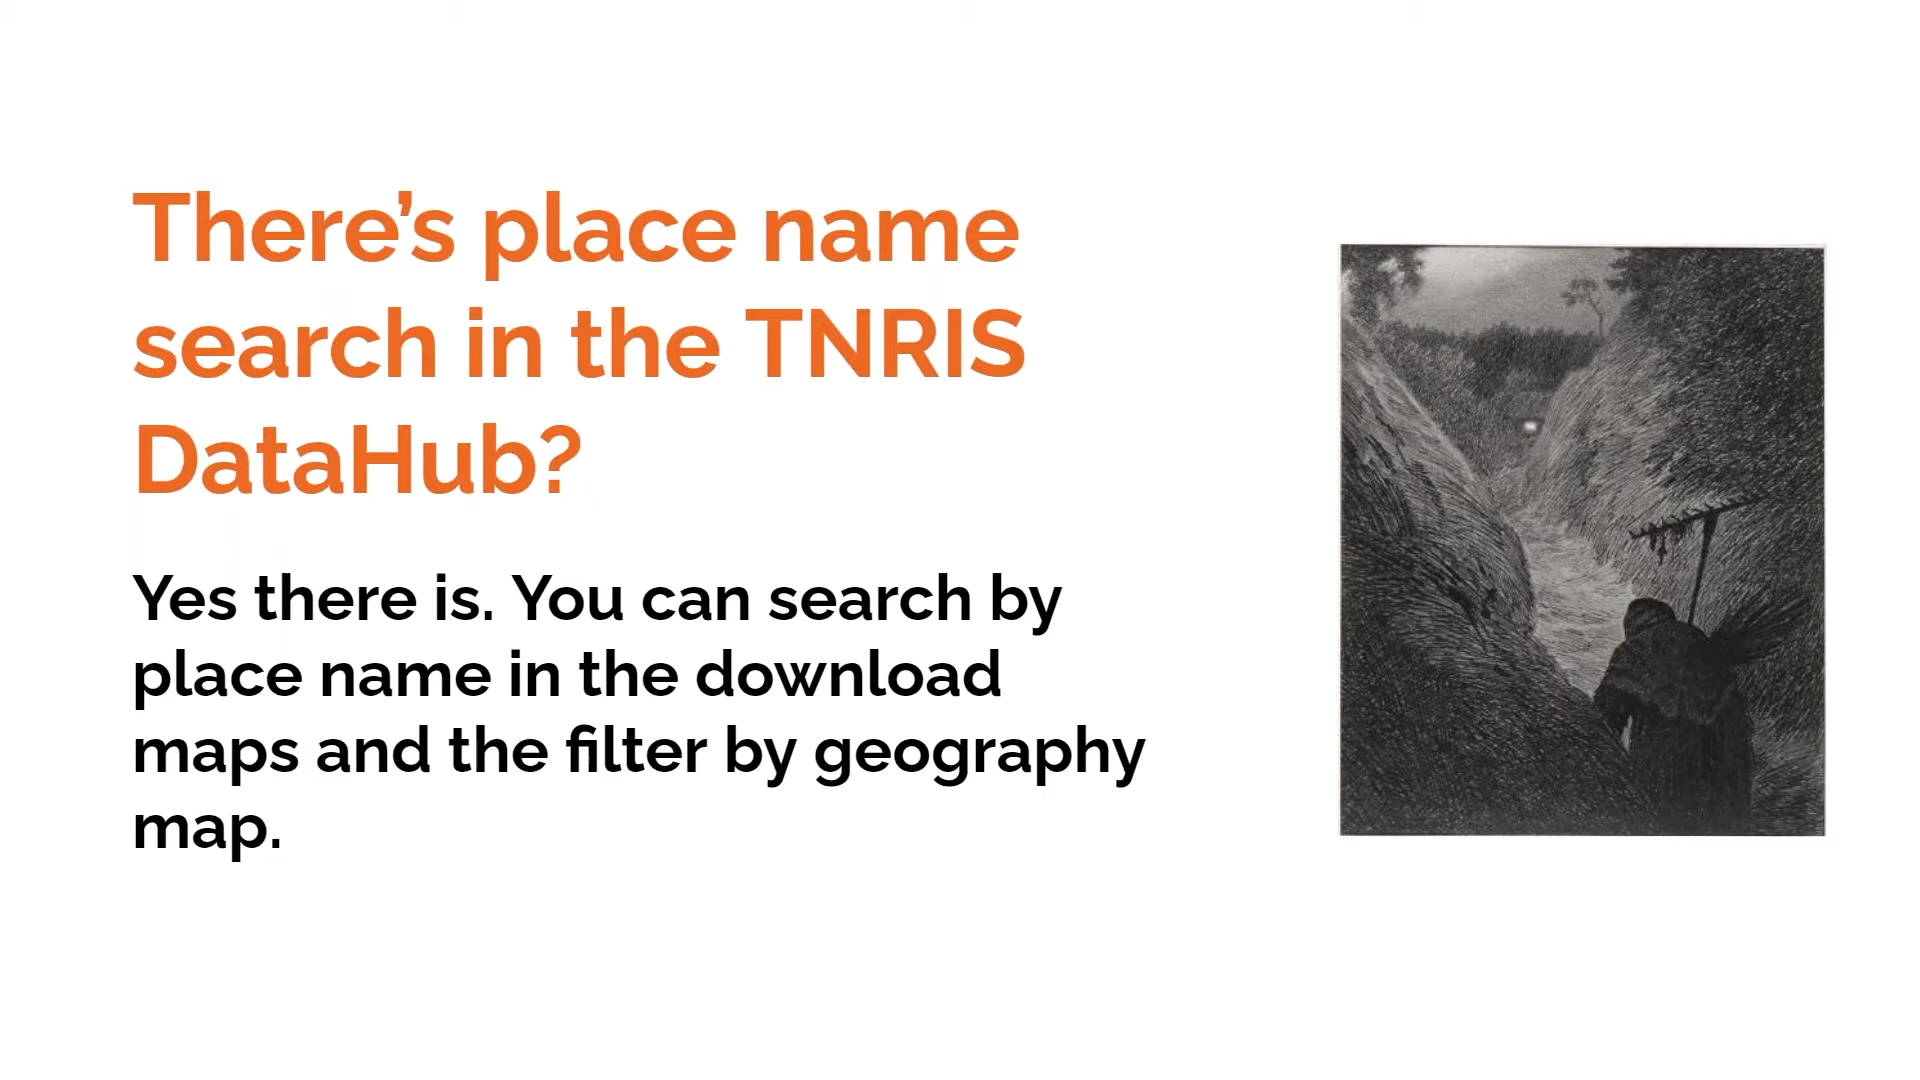 There’s place name
search in the TNRIS
DataHub?
Yes there is. You can search by
place name in the download
maps and the filter by geography
map.